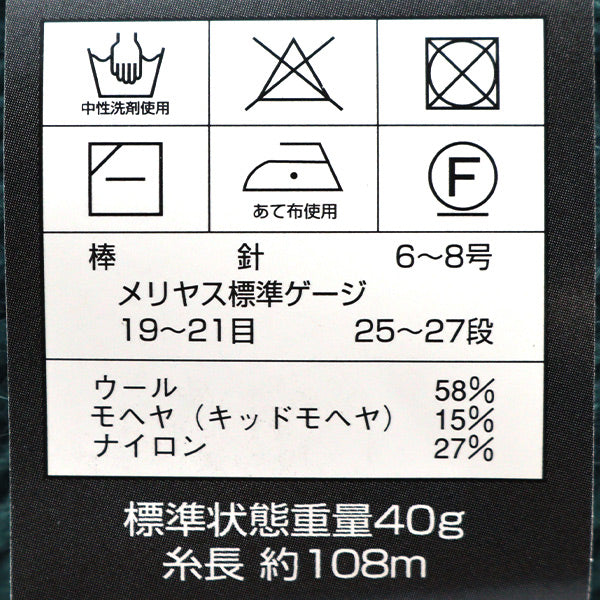 中性洗剤使用
あて布使用
F
棒 針 6〜8号
メリヤス標準ゲージ
19〜21目 25〜27段
ウール 58%
モヘヤ（キッドモヘヤ） 15%
ナイロン 27%
標準状態重量40g
糸長 約108m